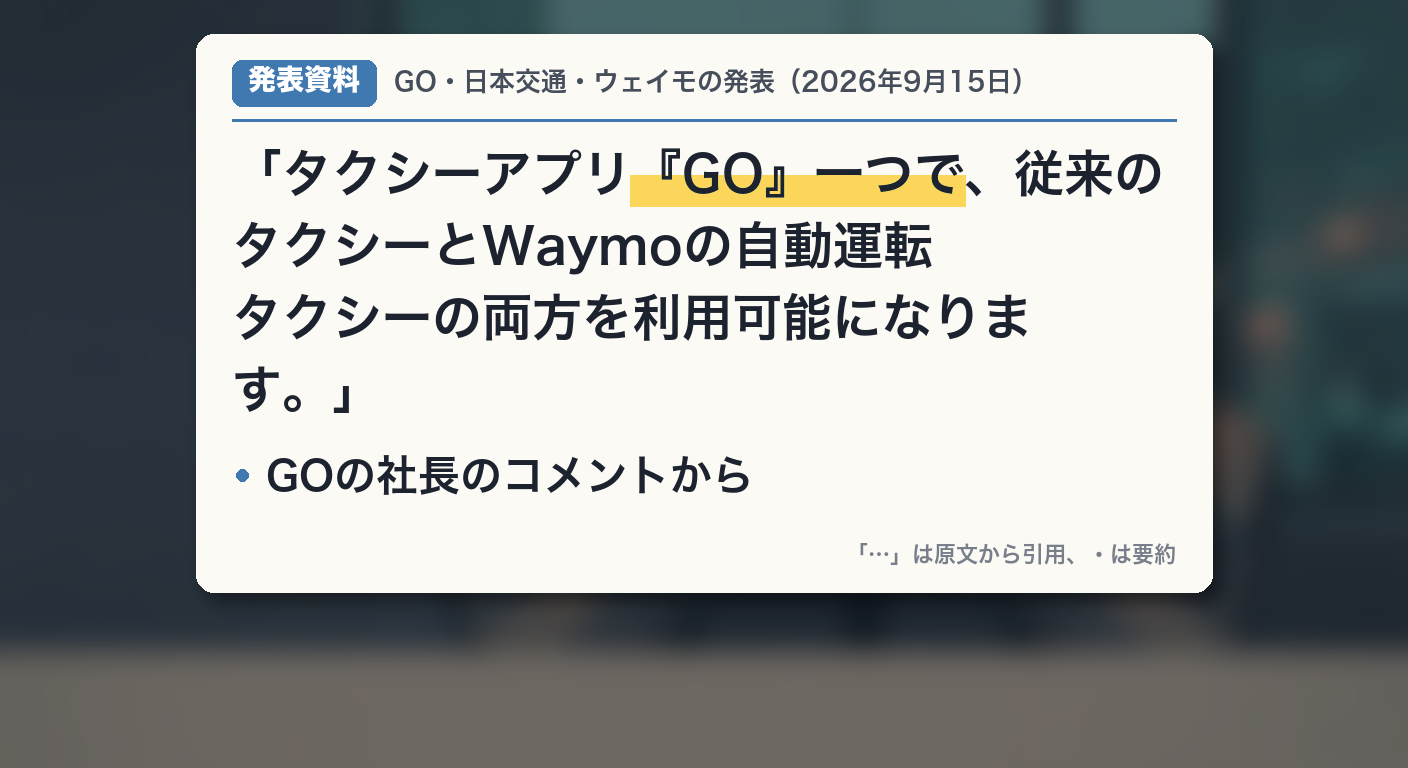 発表資料 GO・日本交通・ウェイモの発表（2026年9月15日）
「タクシーアプリ『GO』一つで、従来の
タクシーとWaymoの自動運転
タクシーの両方を利用可能になりま
す。」
• GOの社長のコメントから
「…」は原文から引用、・は要約